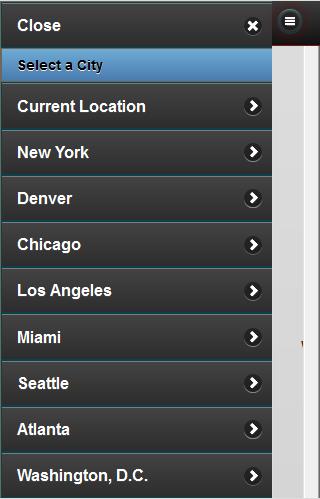 Close
Select a City
Current Location
New York
Denver
Chicago
Los Angeles
Miami
Seattle
Atlanta
Washington, D.C.